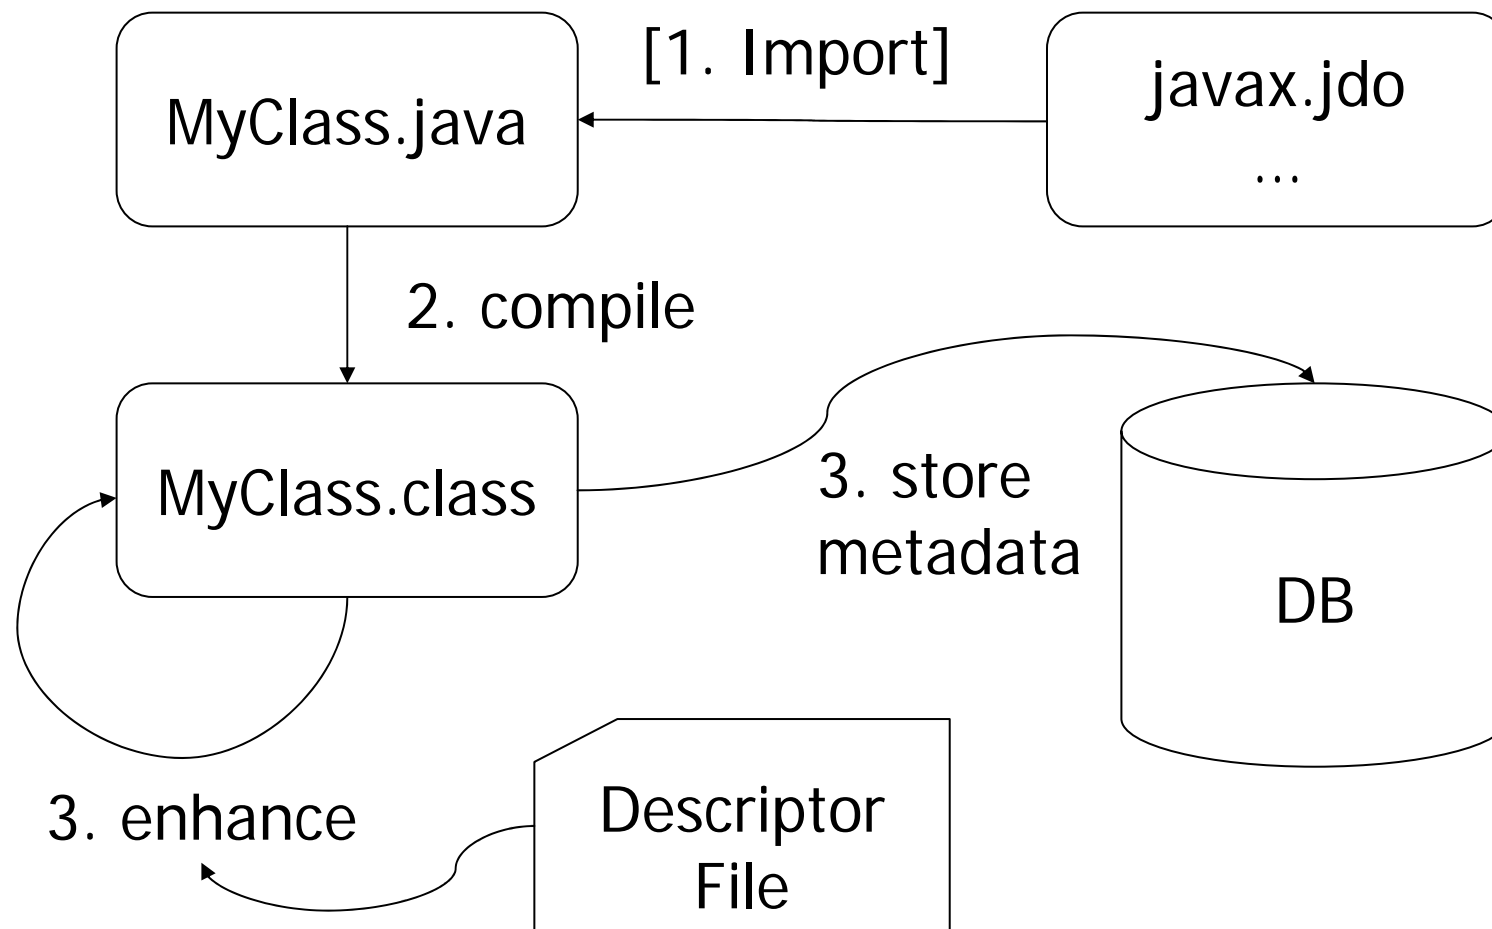 [1. Import]
javax.jdo
...
MyClass.java
2. compile
3. store
metadata
MyClass.class
DB
3. enhance
Descriptor
File